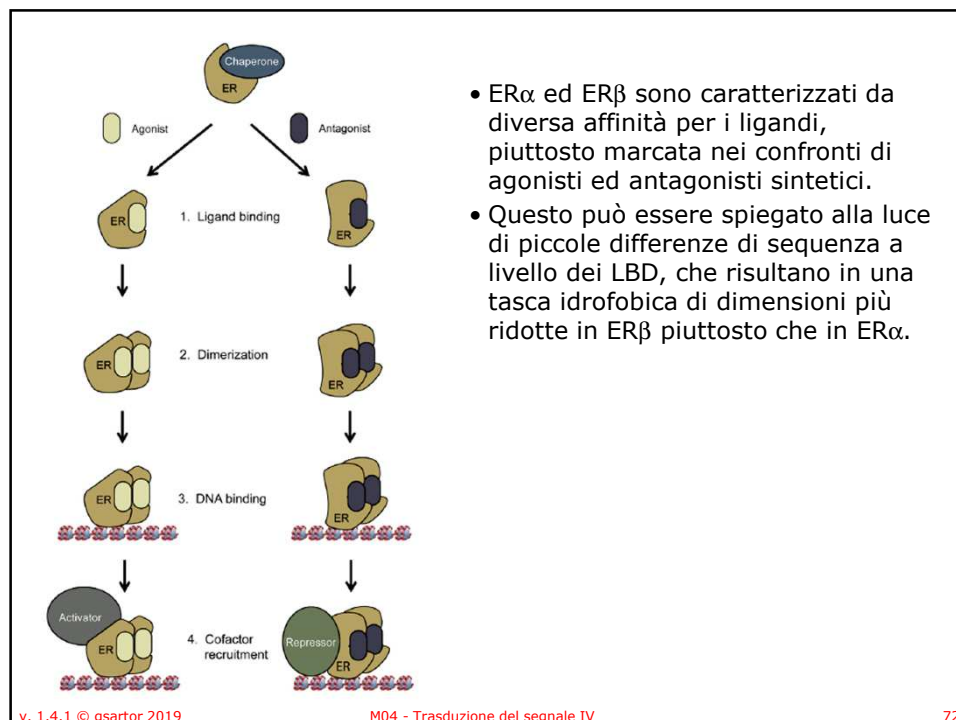 Chaperone
ER
Agonist
Antagonist
ER
1. Ligand binding
ER
ER
2. Dimerization
ER
ER
3. DNA binding
ER
Activator
ER
4. Cofactor
recruitment
Repressor
ER
• ERα ed ERβ sono caratterizzati da
diversa affinità per i ligandi,
piuttosto marcata nei confronti di
agonisti ed antagonisti sintetici.
• Questo può essere spiegato alla luce
di piccole differenze di sequenza a
livello dei LBD, che risultano in una
tasca idrofobica di dimensioni più
ridotte in ERβ piuttosto che in ERα.
v. 1.4.1 © gsartor 2019
M04 - Trasduzione del segnale IV
72